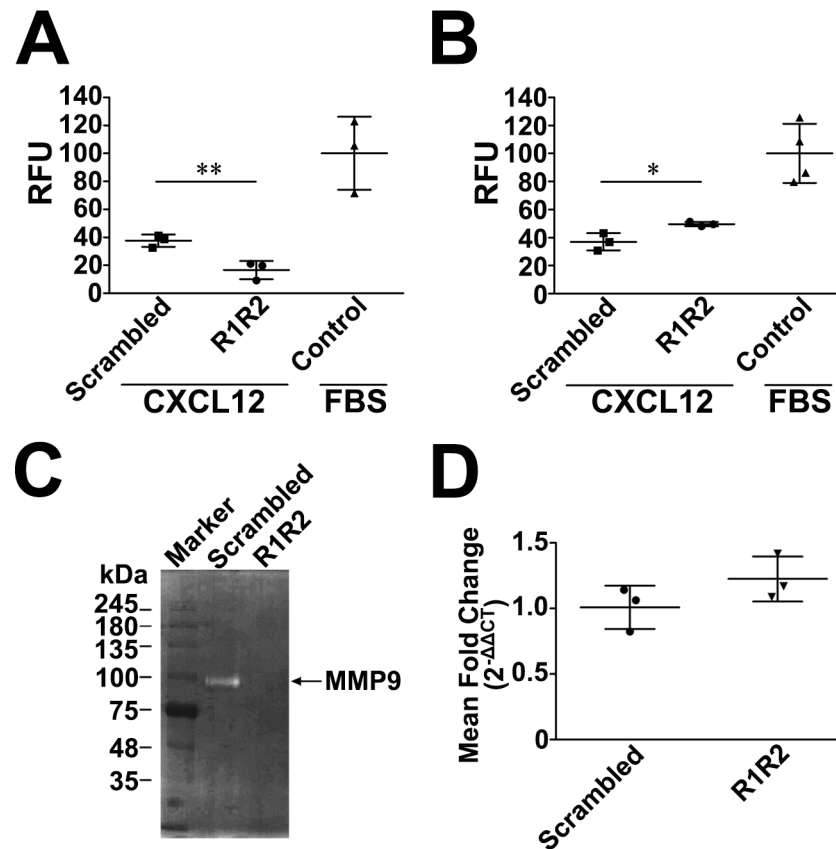 A
RFU
140
120
100
80
60
40
20
0
**
Scrambled
R1R2
Control
CXCL12
FBS
B
RFU
140
120
100
80
60
40
20
0
*
Scrambled
R1R2
Control
CXCL12
FBS
C
Marker
Scrambled
R1R2
kDa
245
180
135
100
75
48
35
MMP9
D
Mean Fold Change
(2-ΔΔCT)
1.5
1.0
0.5
0
Scrambled
R1R2